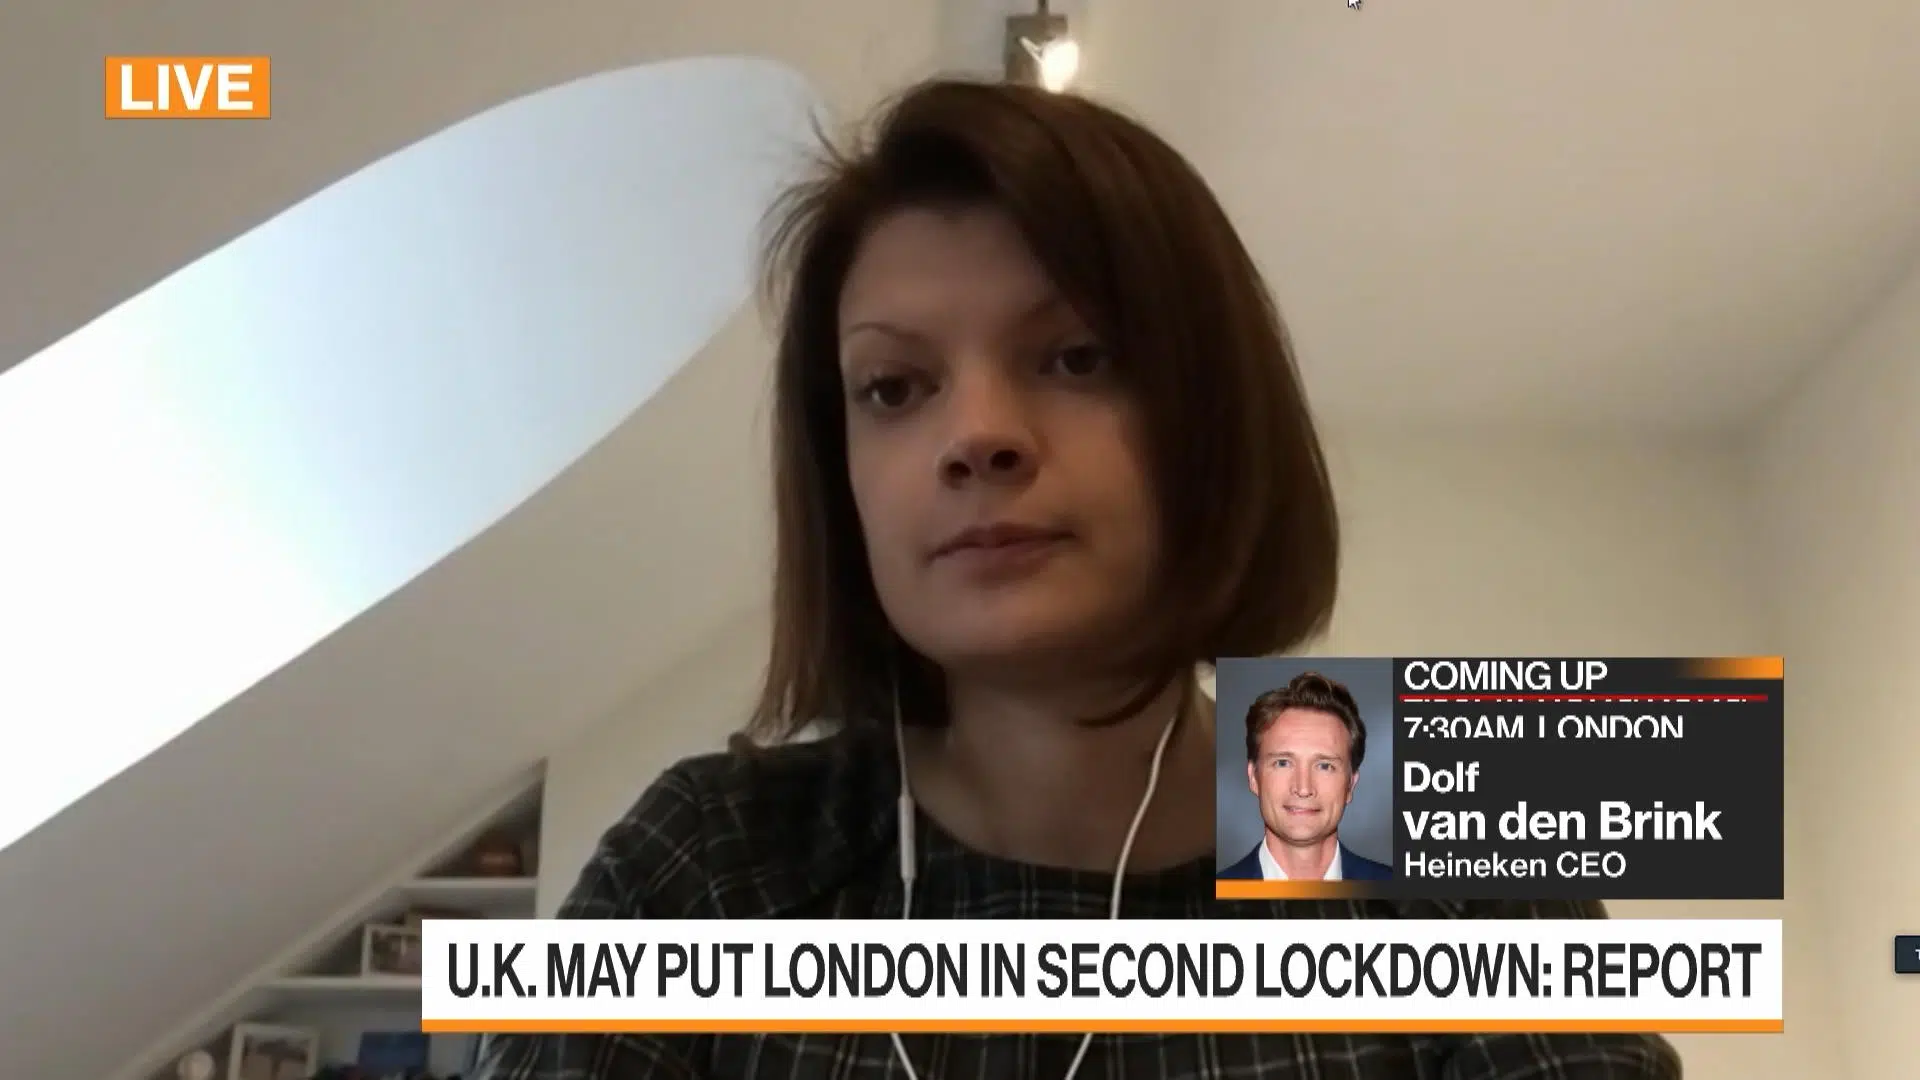 LIVE
COMING UP
7:30AM LONDON
Dolf
van den Brink
Heineken CEO
U.K. MAY PUT LONDON IN SECOND LOCKDOWN: REPORT